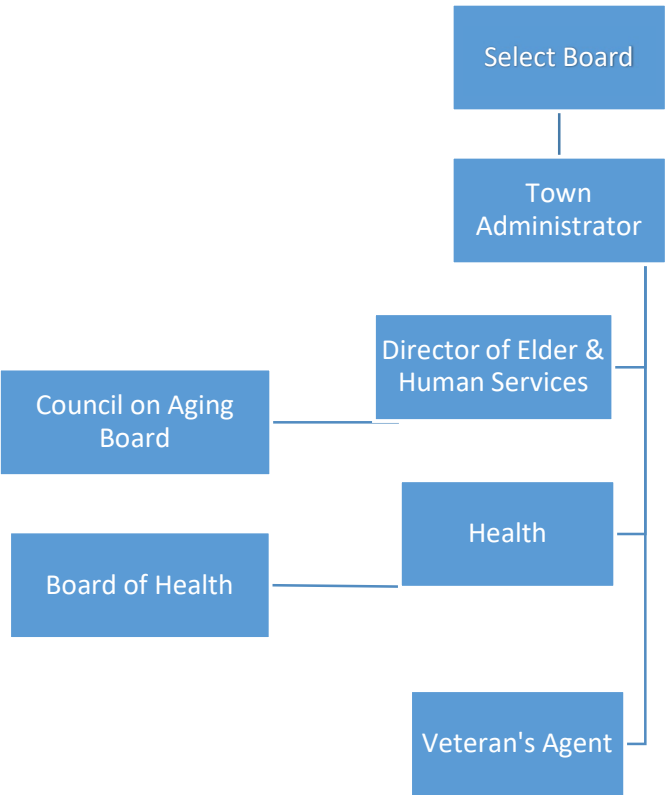 Select Board
Town
Administrator
Director of Elder &
Human Services
Council on Aging
Board
Health
Board of Health
Veteran's Agent